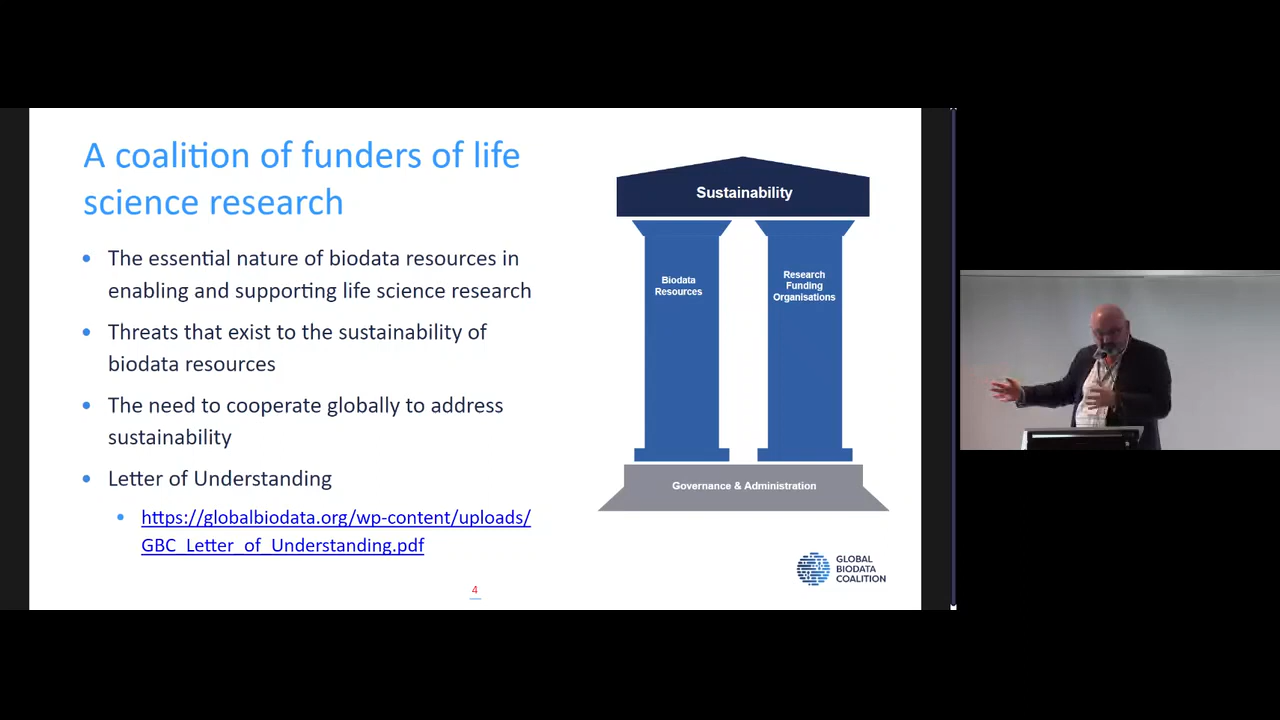 A coalition of funders of life
science research
• The essential nature of biodata resources in
enabling and supporting life science research
• Threats that exist to the sustainability of
biodata resources
• The need to cooperate globally to address
sustainability
• Letter of Understanding
• https://globalbiodata.org/wp-content/uploads/
GBC_Letter_of_Understanding.pdf
4
Sustainability
Biodata
Resources
Research
Funding
Organisations
Governance & Administration
GLOBAL
BIODATA
COALITION